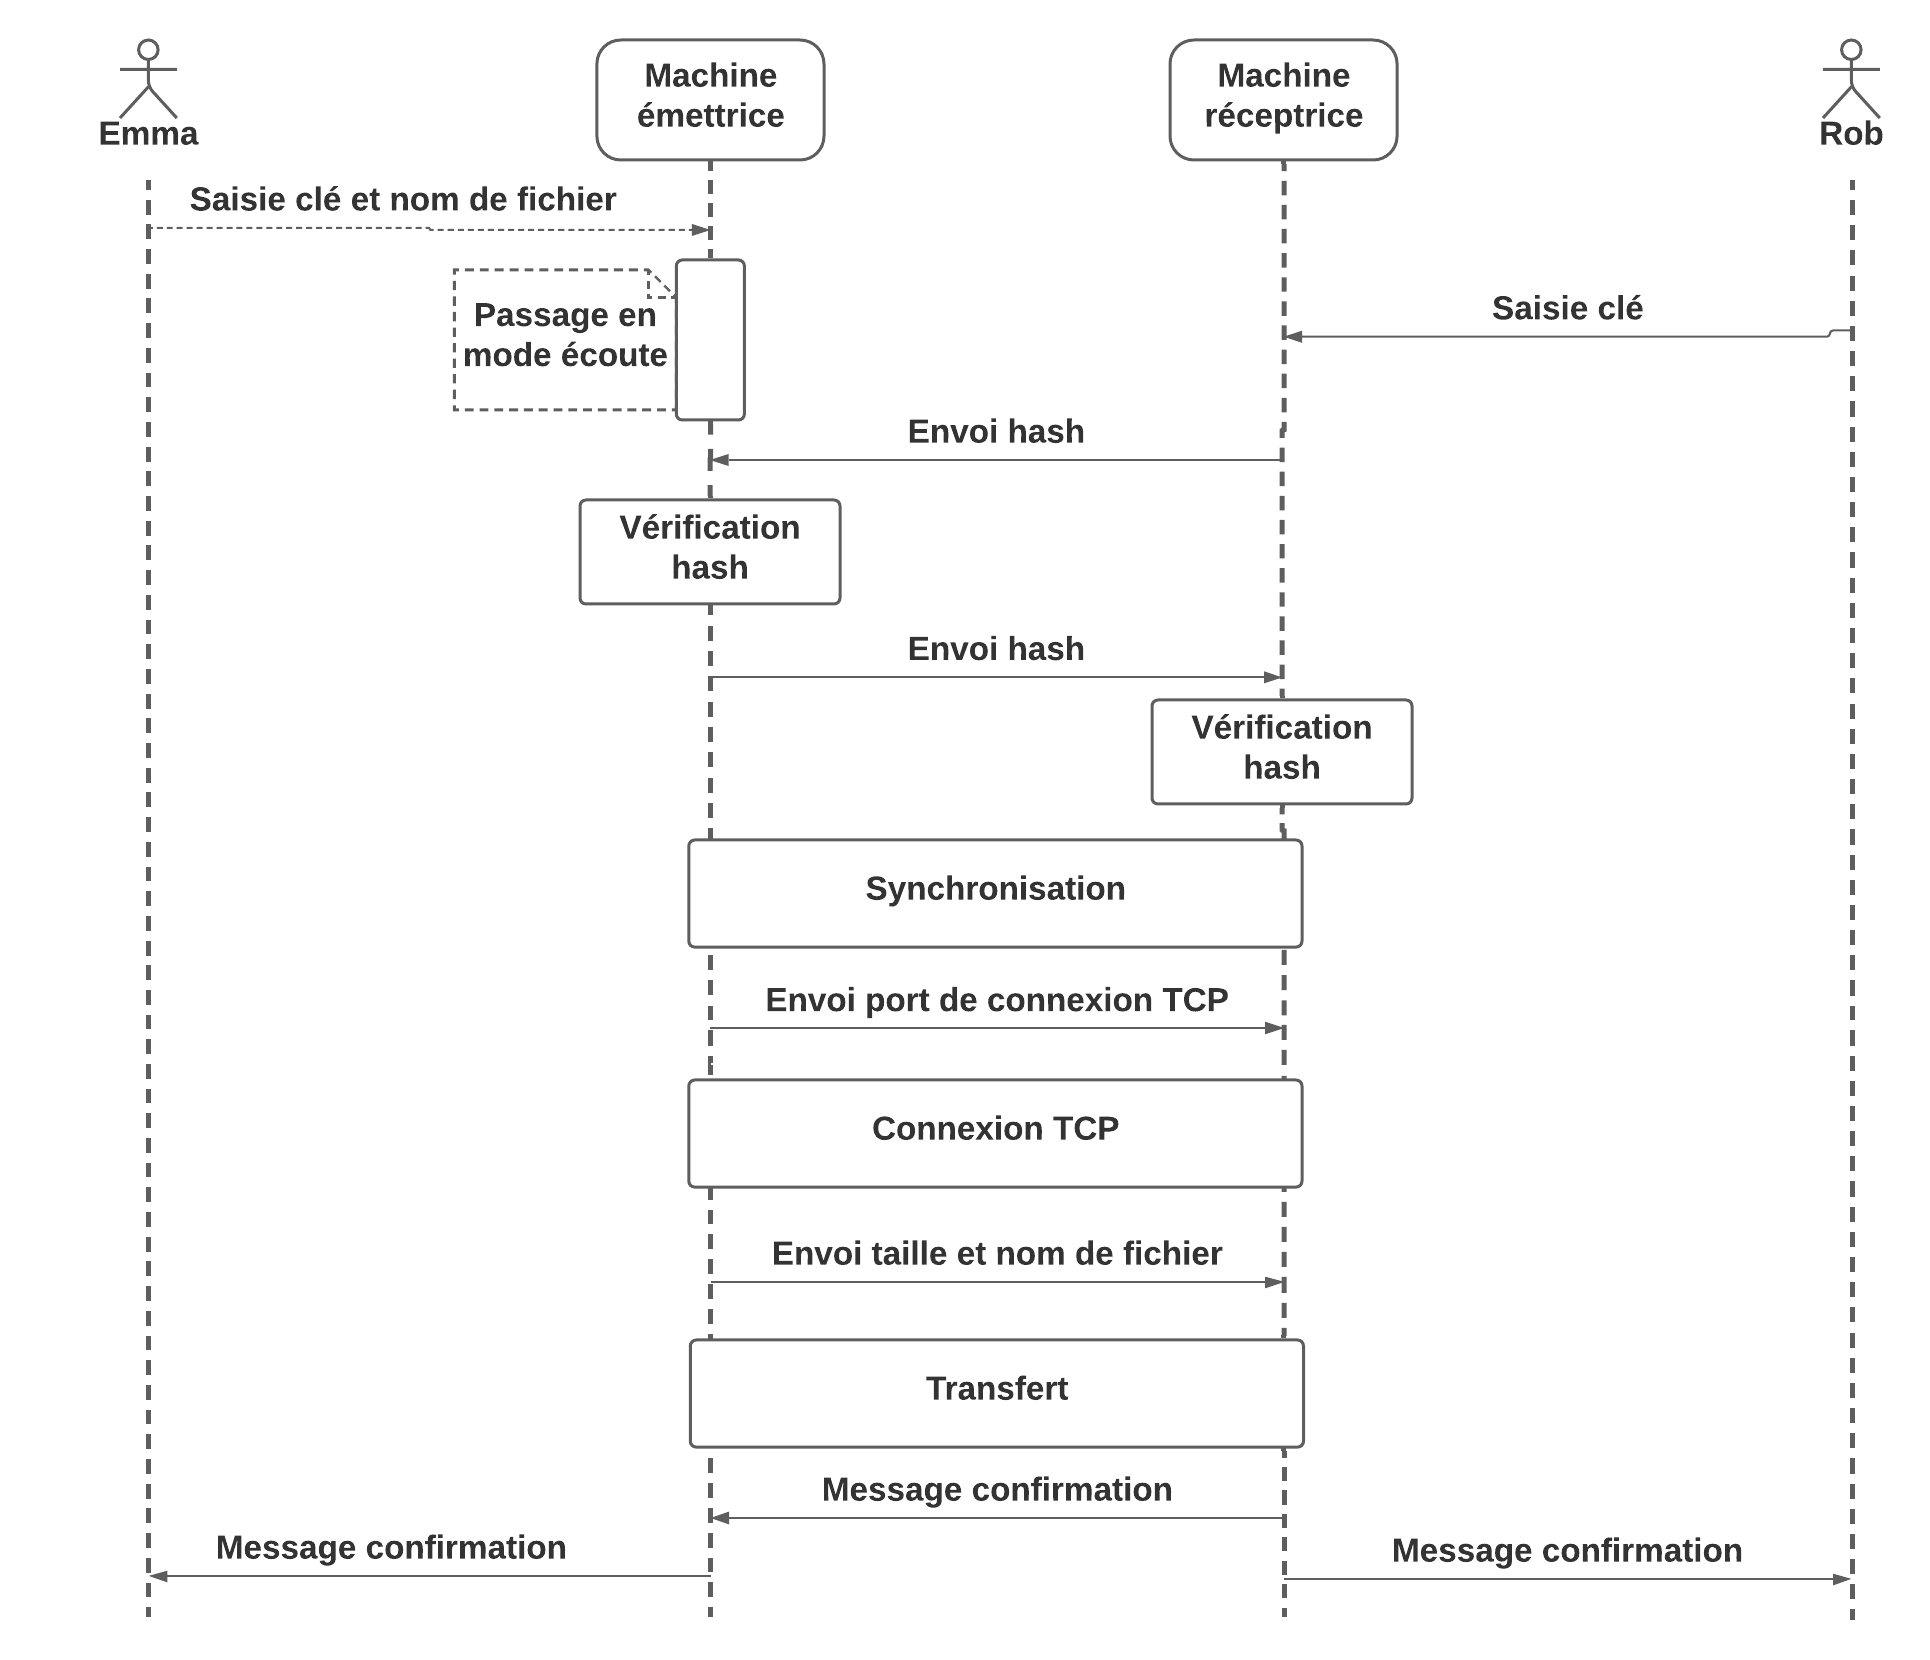 Emma
Machine
émettrice
Machine
réceptrice
Rob
Saisie clé et nom de fichier
Passage en
mode écoute
Saisie clé
Envoi hash
Vérification
hash
Envoi hash
Vérification
hash
Synchronisation
Envoi port de connexion TCP
Connexion TCP
Envoi taille et nom de fichier
Transfert
Message confirmation
Message confirmation
Message confirmation